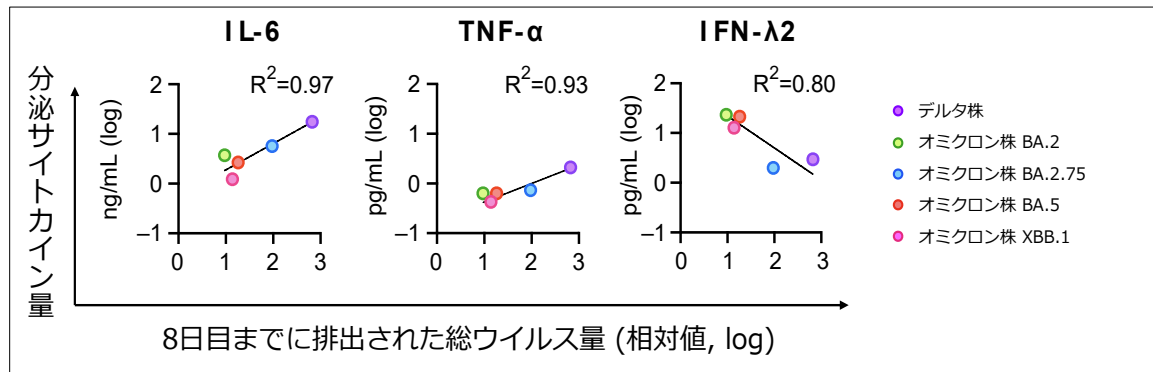 IL-6
TNF-α
IFN-λ2
分泌サイトカイン量
ng/mL (log)
2
1
0
−1
R²=0.97
0 1 2 3
pg/mL (log)
2
1
0
−1
R²=0.93
0 1 2 3
pg/mL (log)
2
1
0
−1
R²=0.80
0 1 2 3
デルタ株
オミクロン株 BA.2
オミクロン株 BA.2.75
オミクロン株 BA.5
オミクロン株 XBB.1
8日目までに排出された総ウイルス量 (相対値, log)